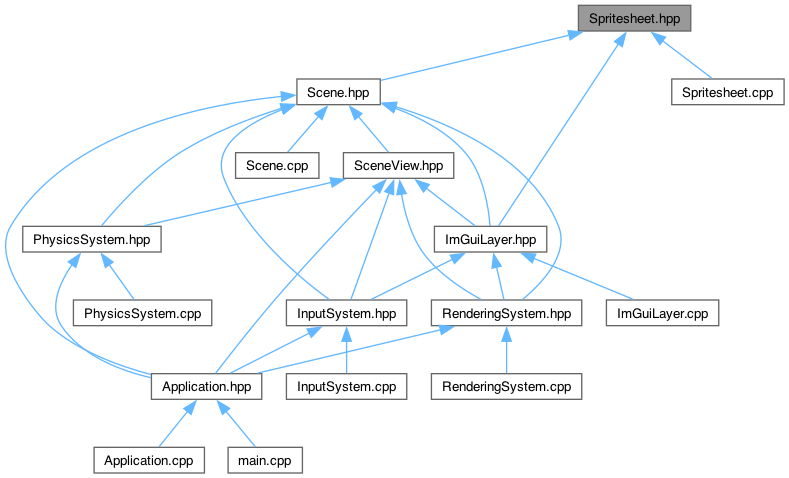 Spritesheet.hpp
Scene.hpp
Spritesheet.cpp
Scene.cpp
SceneView.hpp
PhysicsSystem.hpp
ImGuiLayer.hpp
PhysicsSystem.cpp
InputSystem.hpp
RenderingSystem.hpp
ImGuiLayer.cpp
Application.hpp
InputSystem.cpp
RenderingSystem.cpp
Application.cpp
main.cpp